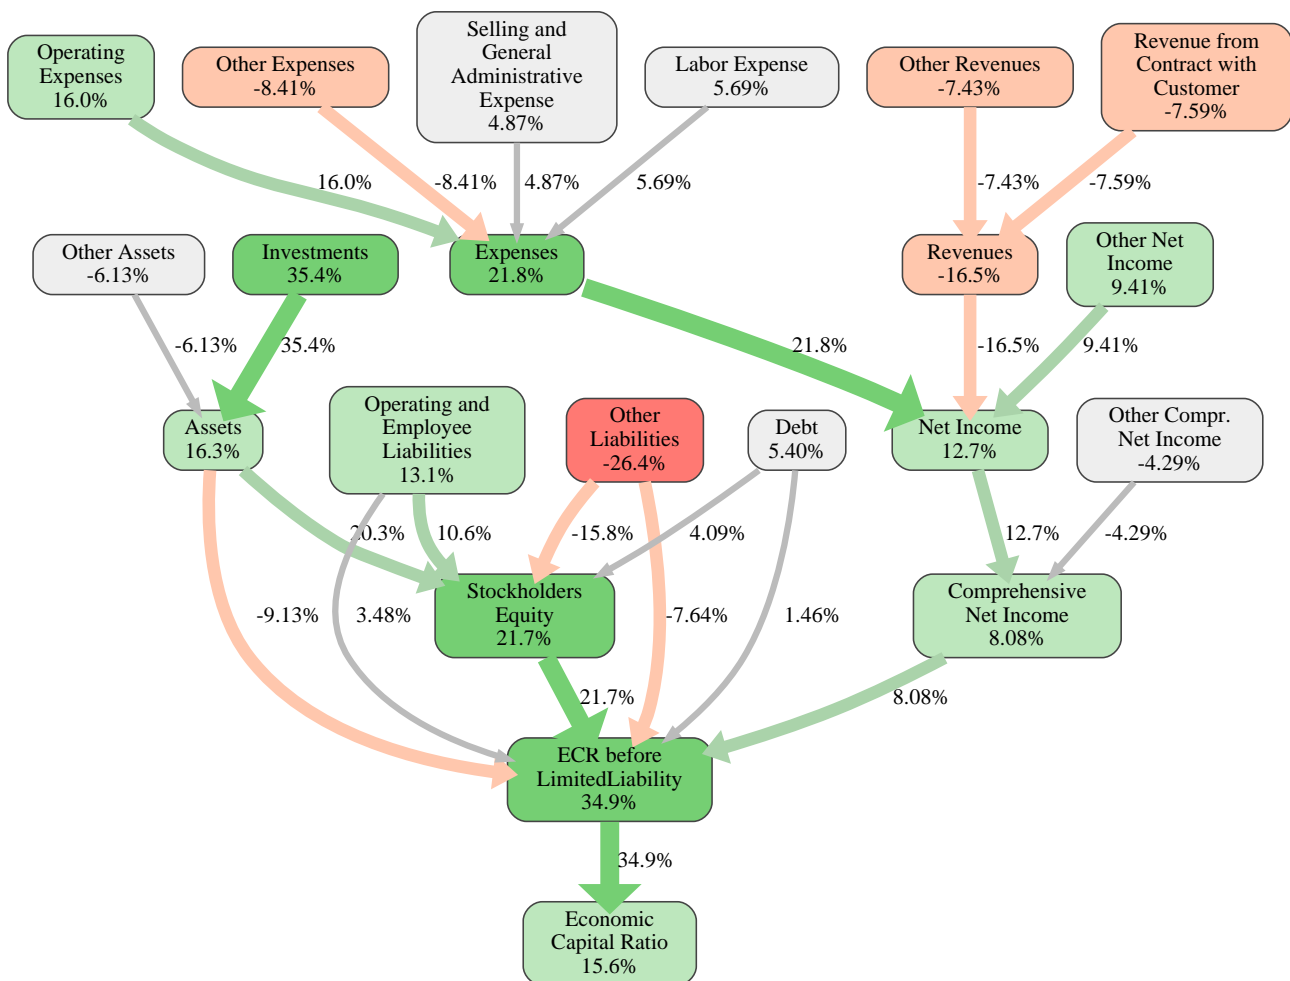 Operating
Expenses
16.0%
Other Expenses
-8.41%
Selling and
General
Administrative
Expense
4.87%
Labor Expense
5.69%
Other Revenues
-7.43%
Revenue from
Contract with
Customer
-7.59%
16.0%
-8.41%
4.87%
5.69%
-7.43%
-7.59%
Other Assets
-6.13%
Investments
35.4%
Expenses
21.8%
Revenues
-16.5%
Other Net
Income
9.41%
-6.13%
35.4%
21.8%
-16.5%
9.41%
Assets
16.3%
Operating and
Employee
Liabilities
13.1%
Other
Liabilities
-26.4%
Debt
5.40%
Net Income
12.7%
Other Compr.
Net Income
-4.29%
20.3%
10.6%
-15.8%
4.09%
12.7%
-4.29%
-9.13%
3.48%
Stockholders
Equity
21.7%
-7.64%
1.46%
Comprehensive
Net Income
8.08%
21.7%
8.08%
ECR before
LimitedLiability
34.9%
34.9%
Economic
Capital Ratio
15.6%